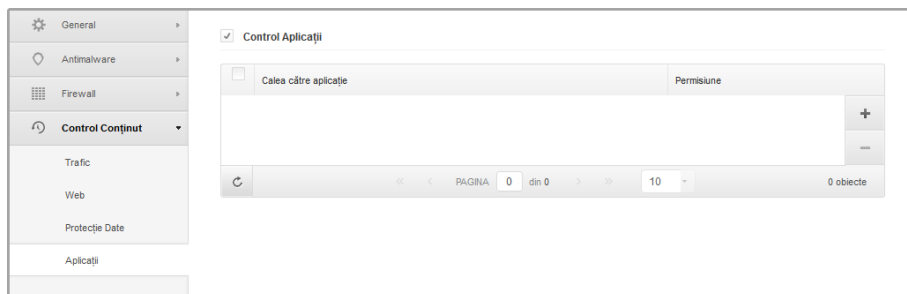 General
Antimalware
Firewall
Control Conținut
Trafic
Web
Protecție Date
Aplicații
Control Aplicații
Calea către aplicație Permisiune
PAGINA 0 din 0 10 0 obiecte